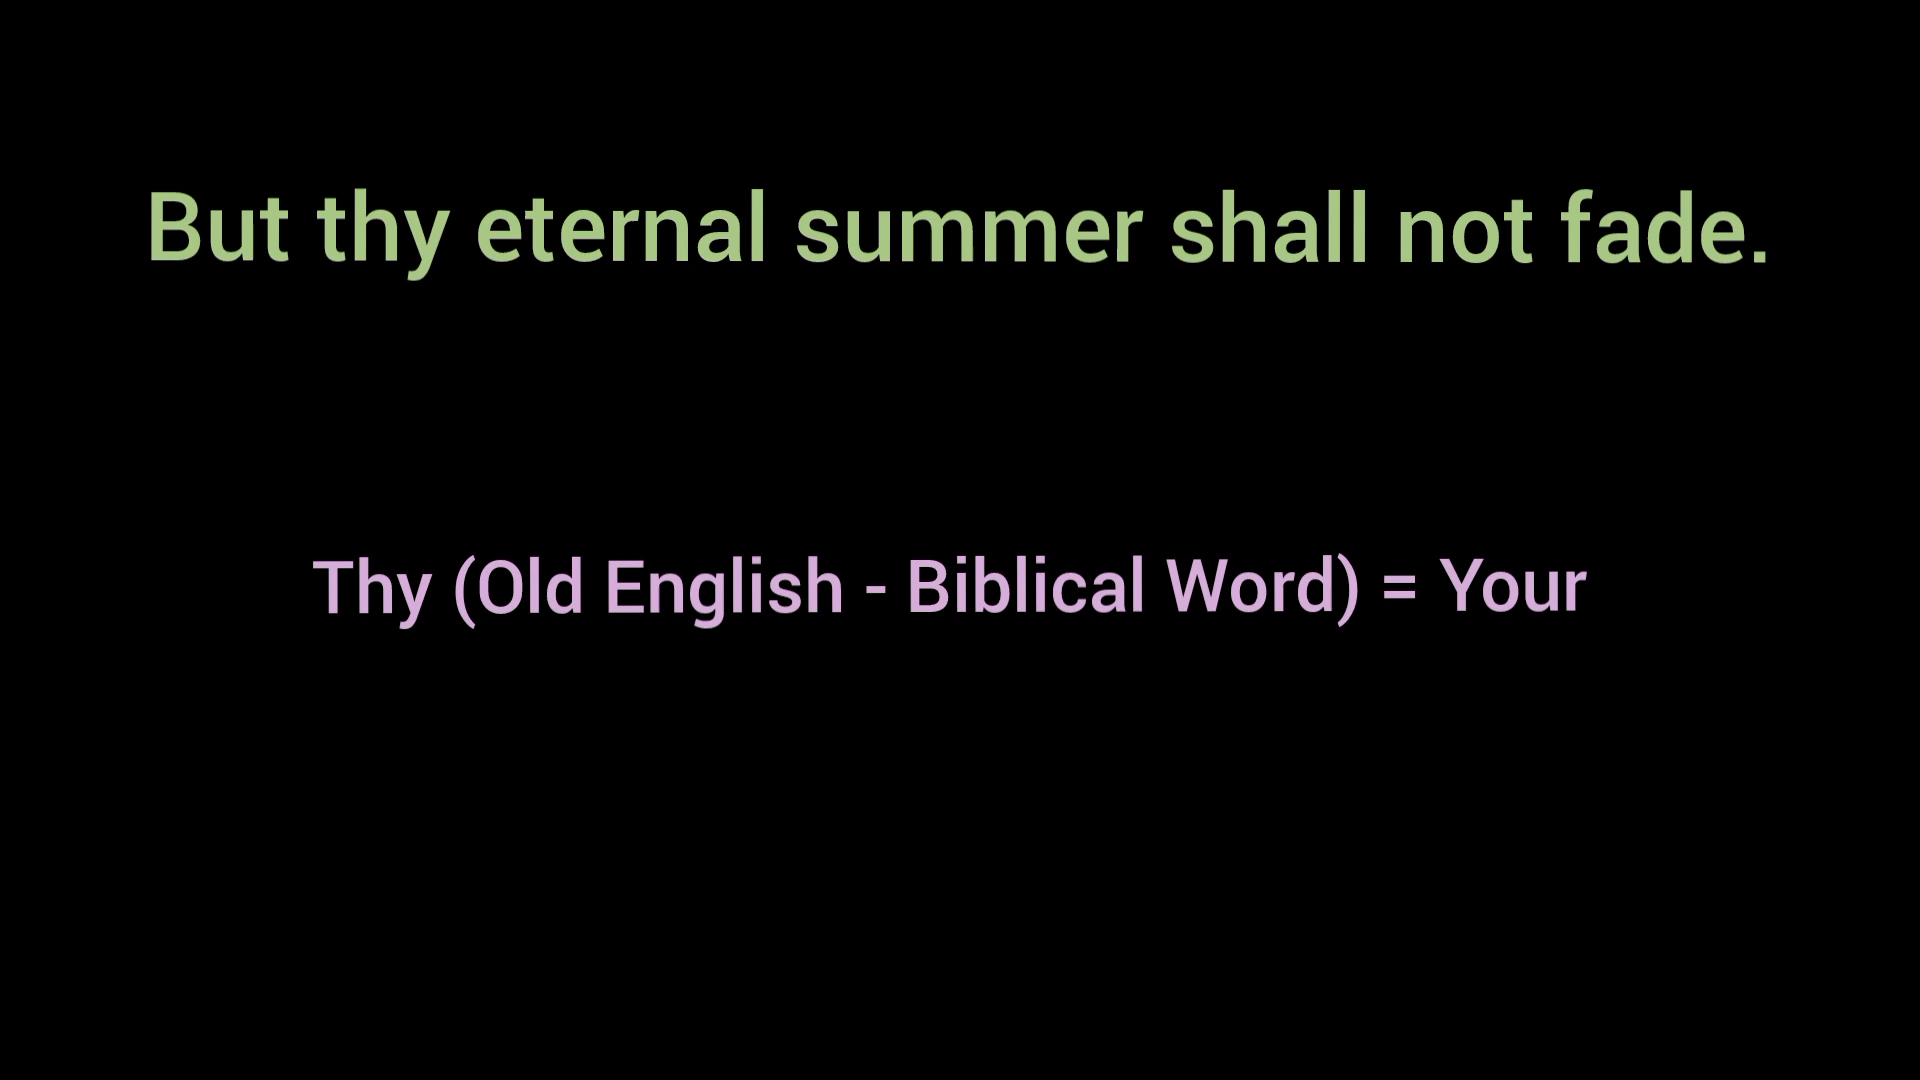 But thy eternal summer shall not fade.
Thy (Old English - Biblical Word) = Your